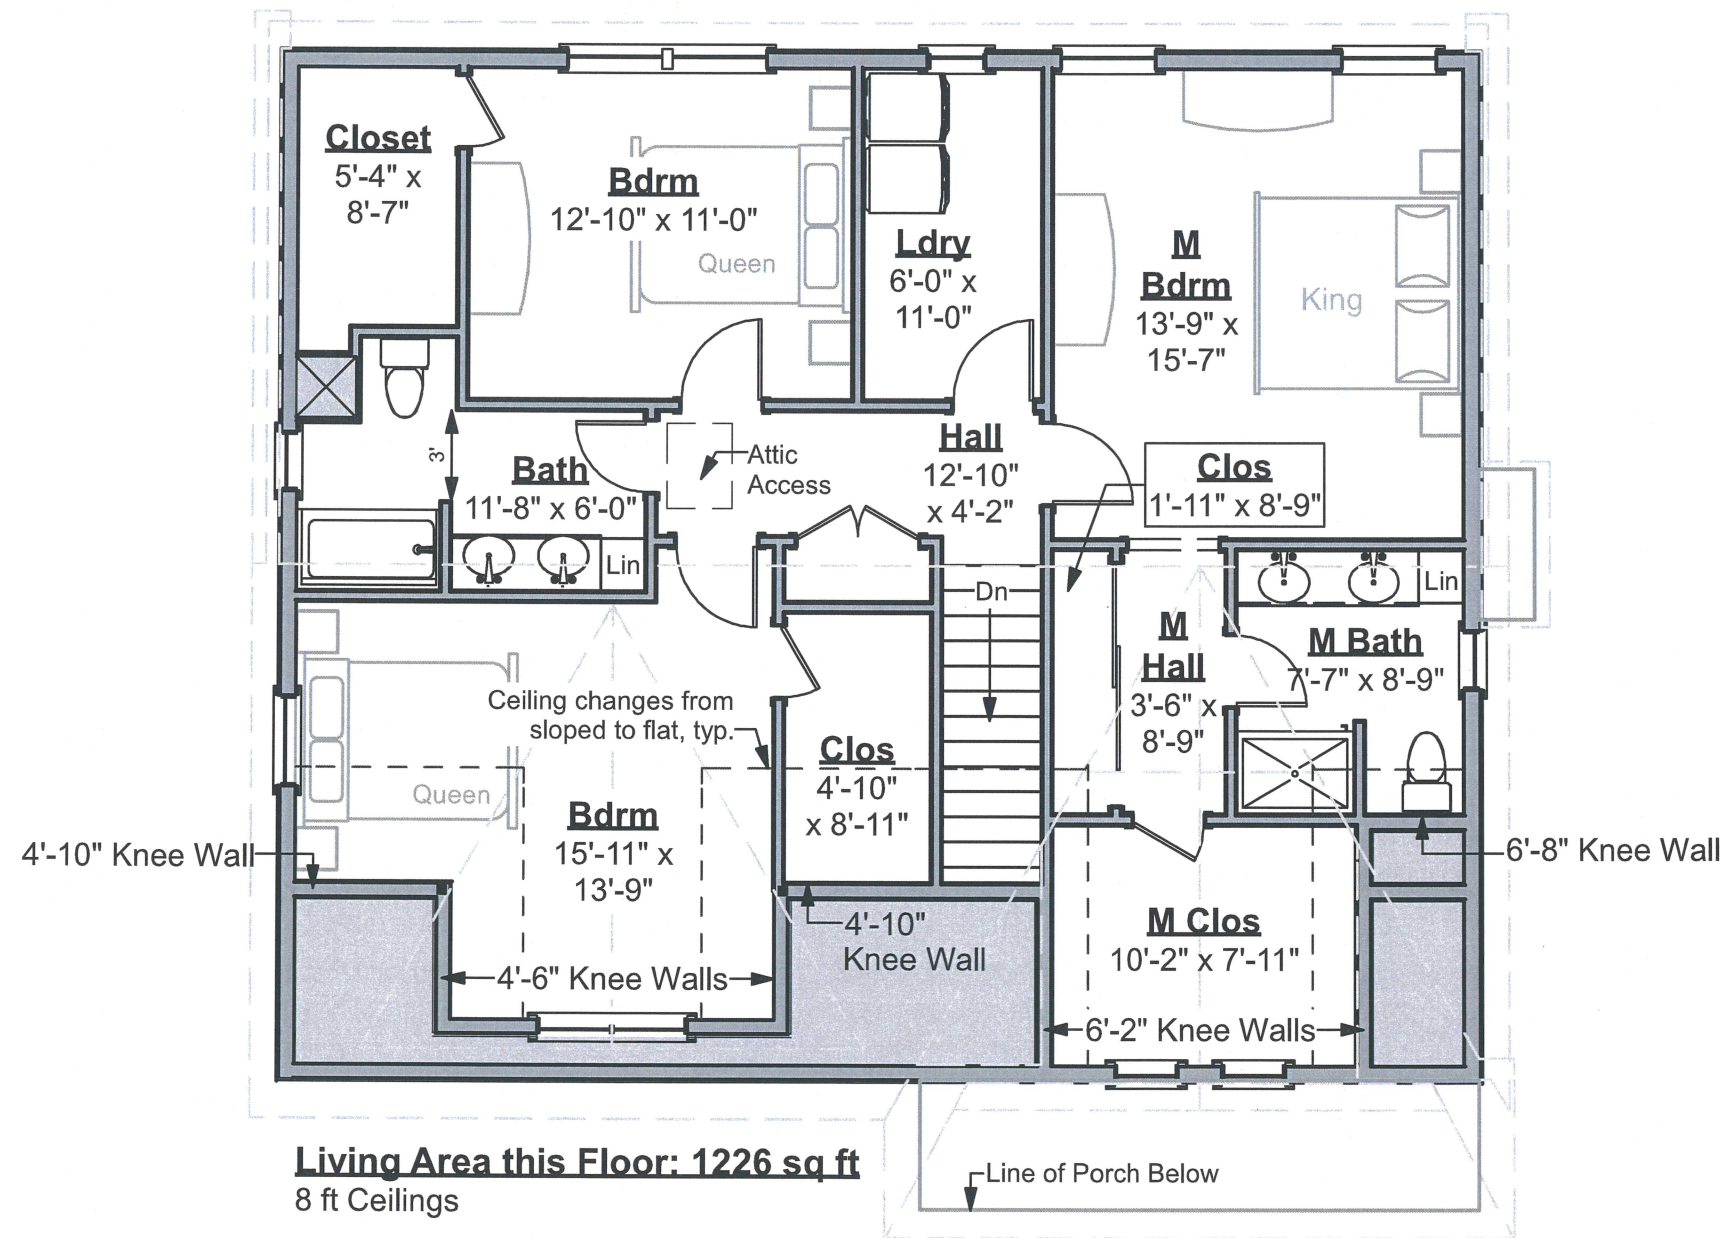 Closet
5'-4" x
8'-7"
Bdrm
12'-10" x 11'-0"
Queen
Ldry
6'-0" x
11'-0"
M
Bdrm
13'-9" x
15'-7"
King
3'
Bath
11'-8" x 6'-0"
Lin
Attic
Access
Hall
12'-10"
x 4'-2"
Clos
1'-11" x 8'-9"
Dn
M
Hall
3'-6" x
8'-9"
Lin
M Bath
7'-7" x 8'-9"
Ceiling changes from
sloped to flat, typ.
Queen
Bdrm
15'-11" x
13'-9"
Clos
4'-10"
x 8'-11"
4'-10" Knee Wall
6'-8" Knee Wall
4'-10"
Knee Wall
4'-6" Knee Walls
M Clos
10'-2" x 7'-11"
6'-2" Knee Walls
Living Area this Floor: 1226 sq ft
8 ft Ceilings
Line of Porch Below